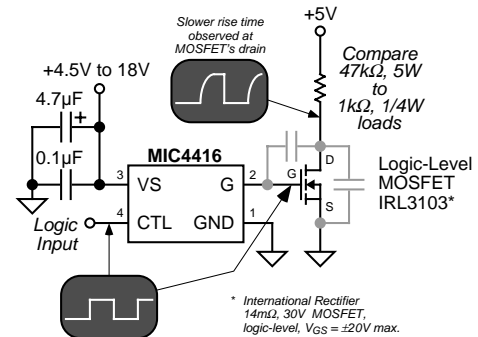 Slower rise time
observed at
MOSFET's drain
+5V
+4.5V to 18V
4.7µF
+
0.1µF
Compare
47kΩ, 5W
to
1kΩ, 1/4W
loads
MIC4416
3 VS
G 2
4 CTL
GND 1
Logic
Input
D
G
S
Logic-Level
MOSFET
IRL3103*
* International Rectifier
14mΩ, 30V MOSFET,
logic-level, VGS = ±20V max.